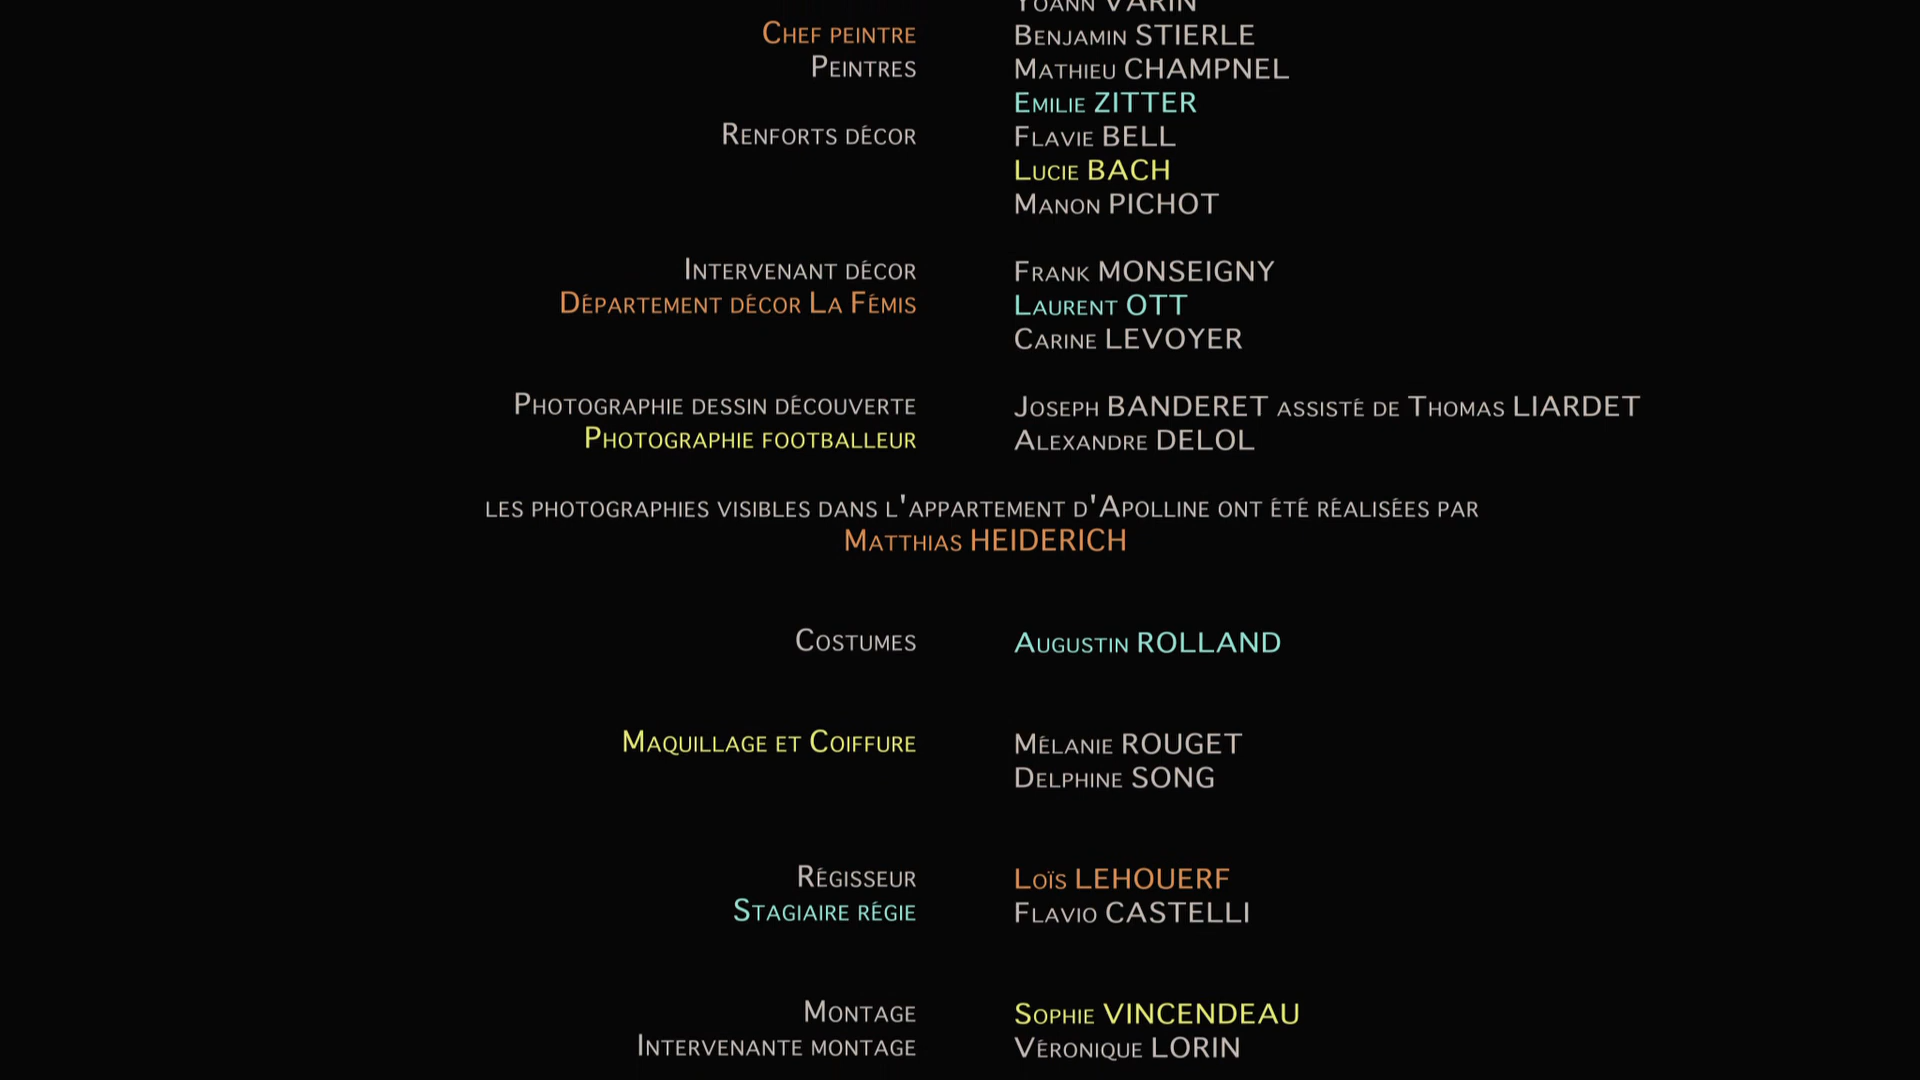 Yoann VARIN
Chef peintre Benjamin STIERLE
Peintres Mathieu CHAMPNEL
Emilie ZITTER
Renforts décor Flavie BELL
Lucie BACH
Manon PICHOT
Intervenant décor Frank MONSEIGNY
Département décor La Fémis Laurent OTT
Carine LEVOYER
Photographie dessin découverte Joseph BANDERET assisté de Thomas LIARDET
Photographie footballeur Alexandre DELOL
les photographies visibles dans l'appartement d'Apolline ont été réalisées par
Matthias HEIDERICH
Costumes Augustin ROLLAND
Maquillage et Coiffure Mélanie ROUGET
Delphine SONG
Régisseur Loïs LEHOUERF
Stagiaire régie Flavio CASTELLI
Montage Sophie VINCENDEAU
Intervenante montage Véronique LORIN